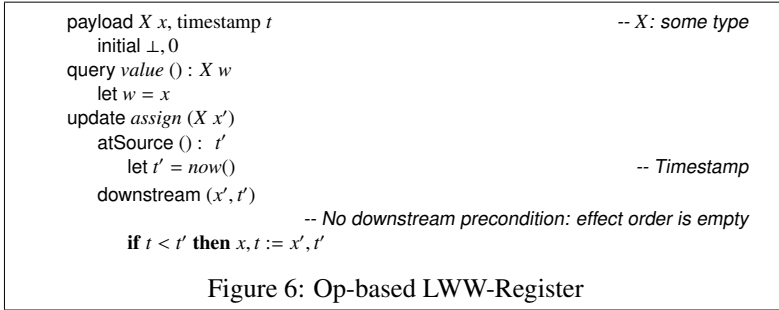 payload X x, timestamp t -- X: some type
initial ⊥, 0
query value () : X w
let w = x
update assign (X x′)
atSource () : t′
let t′ = now() -- Timestamp
downstream (x′, t′)
-- No downstream precondition: effect order is empty
if t < t′ then x, t := x′, t′
Figure 6: Op-based LWW-Register